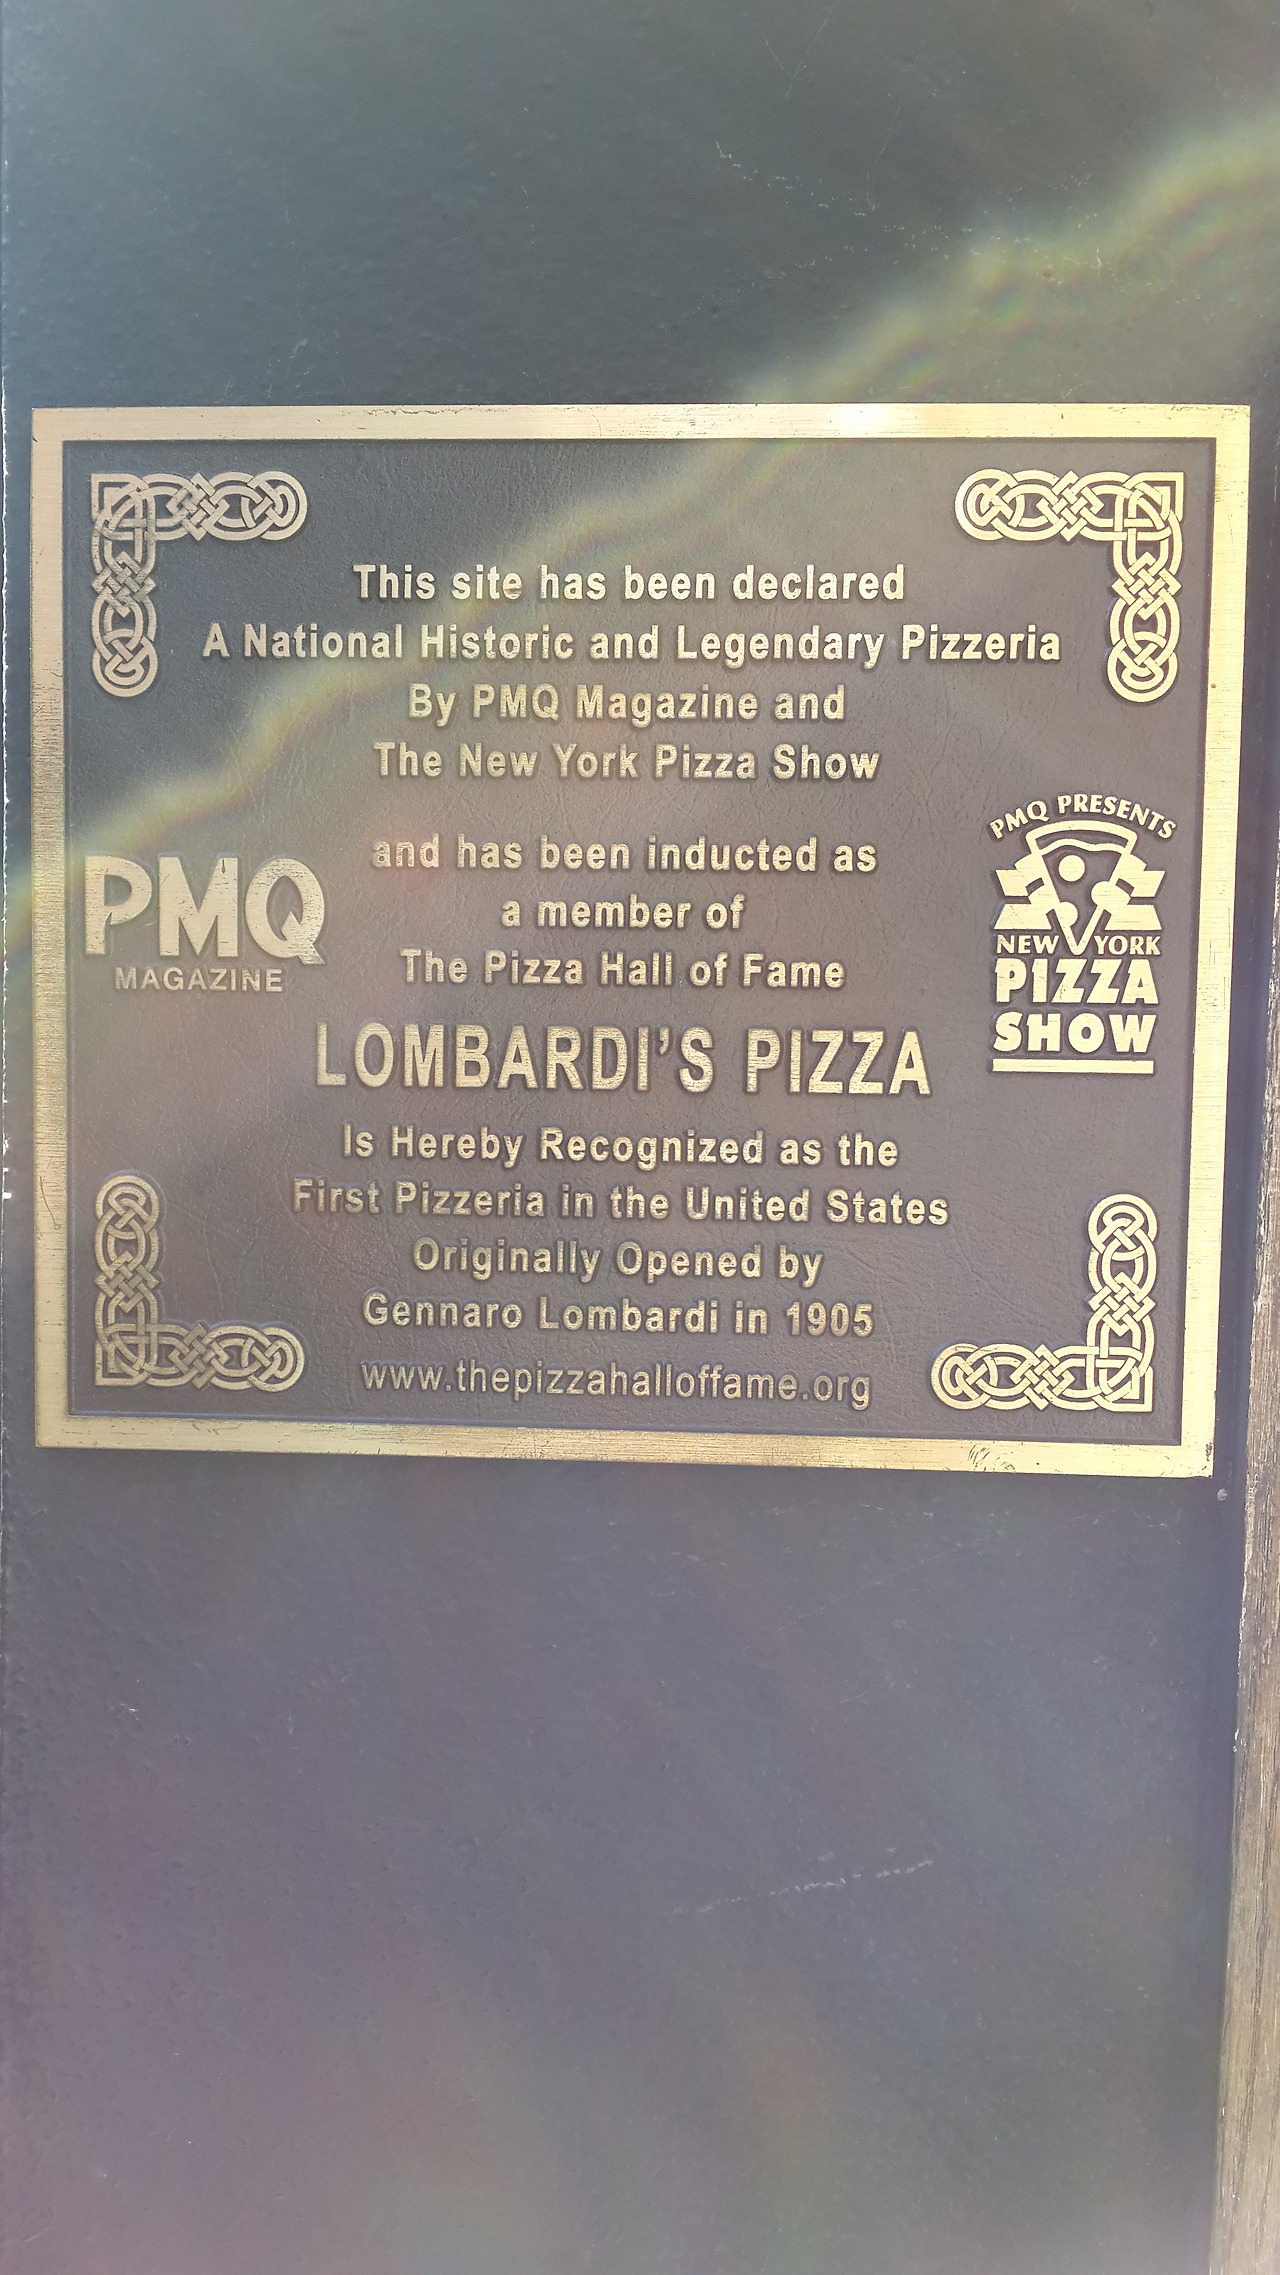 This site has been declared
A National Historic and Legendary Pizzeria
By PMQ Magazine and
The New York Pizza Show
and has been inducted as
a member of
The Pizza Hall of Fame
PMQ
MAGAZINE
PMQ PRESENTS
NEW YORK
PIZZA
SHOW
LOMBARDI'S PIZZA
Is Hereby Recognized as the
First Pizzeria in the United States
Originally Opened by
Gennaro Lombardi in 1905
www.thepizzahalloffame.org